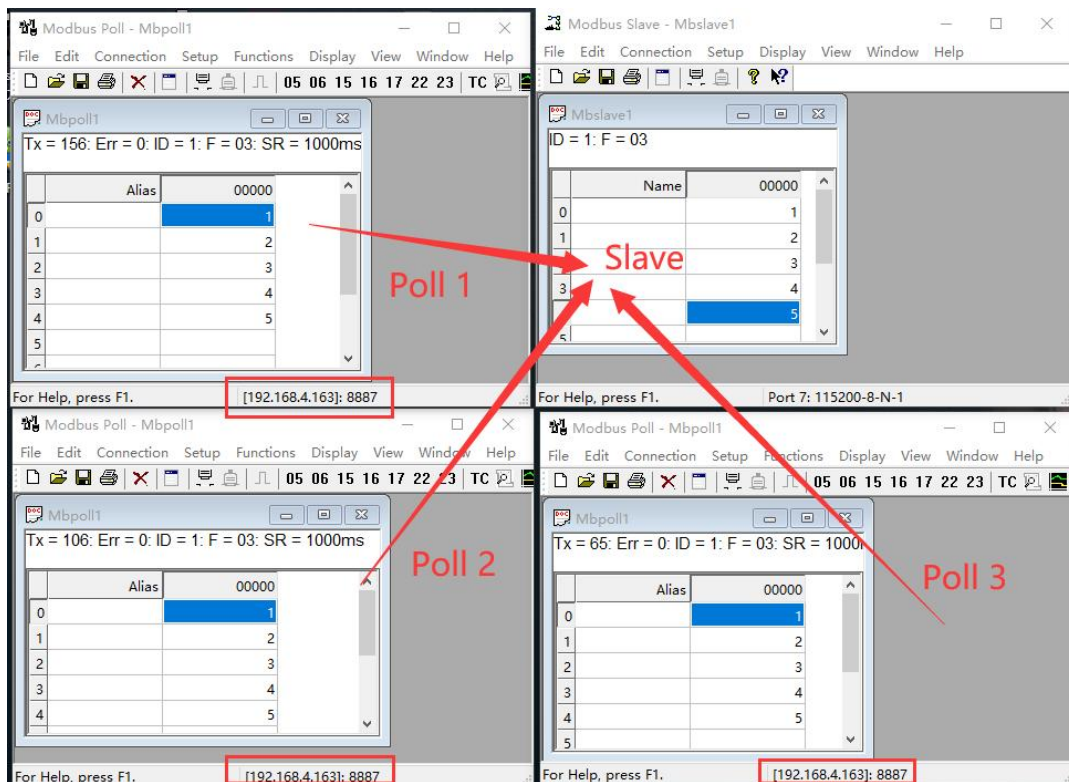 Modbus Poll - Mbpoll1
File Edit Connection Setup Functions Display View Window Help
05 06 15 16 17 22 23 TC
Mbpoll1
Tx = 156: Err = 0: ID = 1: F = 03: SR = 1000ms
Alias 00000
0 1
1 2
2 3
3 4
4 5
5
For Help, press F1. [192.168.4.163]: 8887
Poll 1
Modbus Slave - Mbslave1
File Edit Connection Setup Display View Window Help
Mbslave1
ID = 1: F = 03
Name 00000
0 1
1 2
3
3 4
5
Slave
For Help, press F1. Port 7: 115200-8-N-1
Modbus Poll - Mbpoll1
File Edit Connection Setup Functions Display View Window Help
05 06 15 16 17 22 23 TC
Mbpoll1
Tx = 106: Err = 0: ID = 1: F = 03: SR = 1000ms
Alias 00000
0 1
1 2
2 3
3 4
4 5
For Help, press F1. [192.168.4.163]: 8887
Poll 2
Modbus Poll - Mbpoll1
File Edit Connection Setup Functions Display View Window Help
05 06 15 16 17 22 23 TC
Mbpoll1
Tx = 65: Err = 0: ID = 1: F = 03: SR =
Alias 00000
0 1
1 2
2 3
3 4
4 5
5
For Help, press F1. [192.168.4.163]: 8887
Poll 3